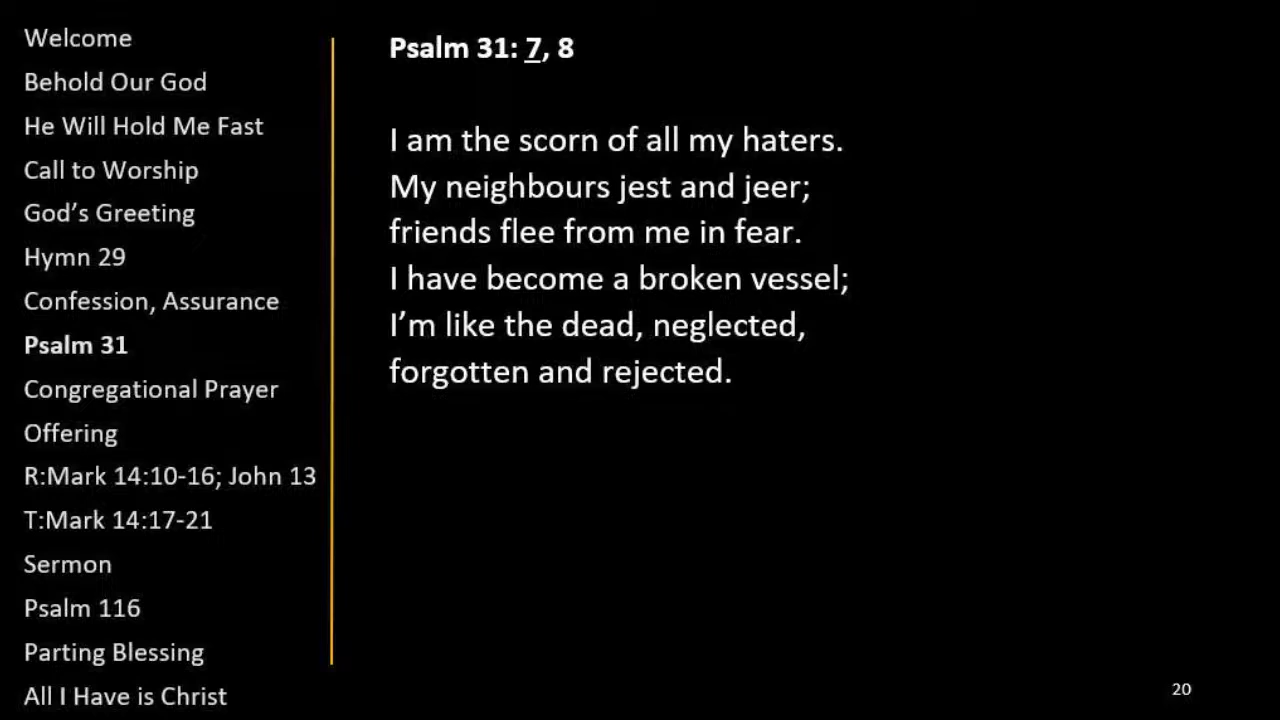 Welcome
Behold Our God
He Will Hold Me Fast
Call to Worship
God’s Greeting
Hymn 29
Confession, Assurance
Psalm 31
Congregational Prayer
Offering
R:Mark 14:10-16; John 13
T:Mark 14:17-21
Sermon
Psalm 116
Parting Blessing
All I Have is Christ
Psalm 31: 7, 8
I am the scorn of all my haters.
My neighbours jest and jeer;
friends flee from me in fear.
I have become a broken vessel;
I’m like the dead, neglected,
forgotten and rejected.
20